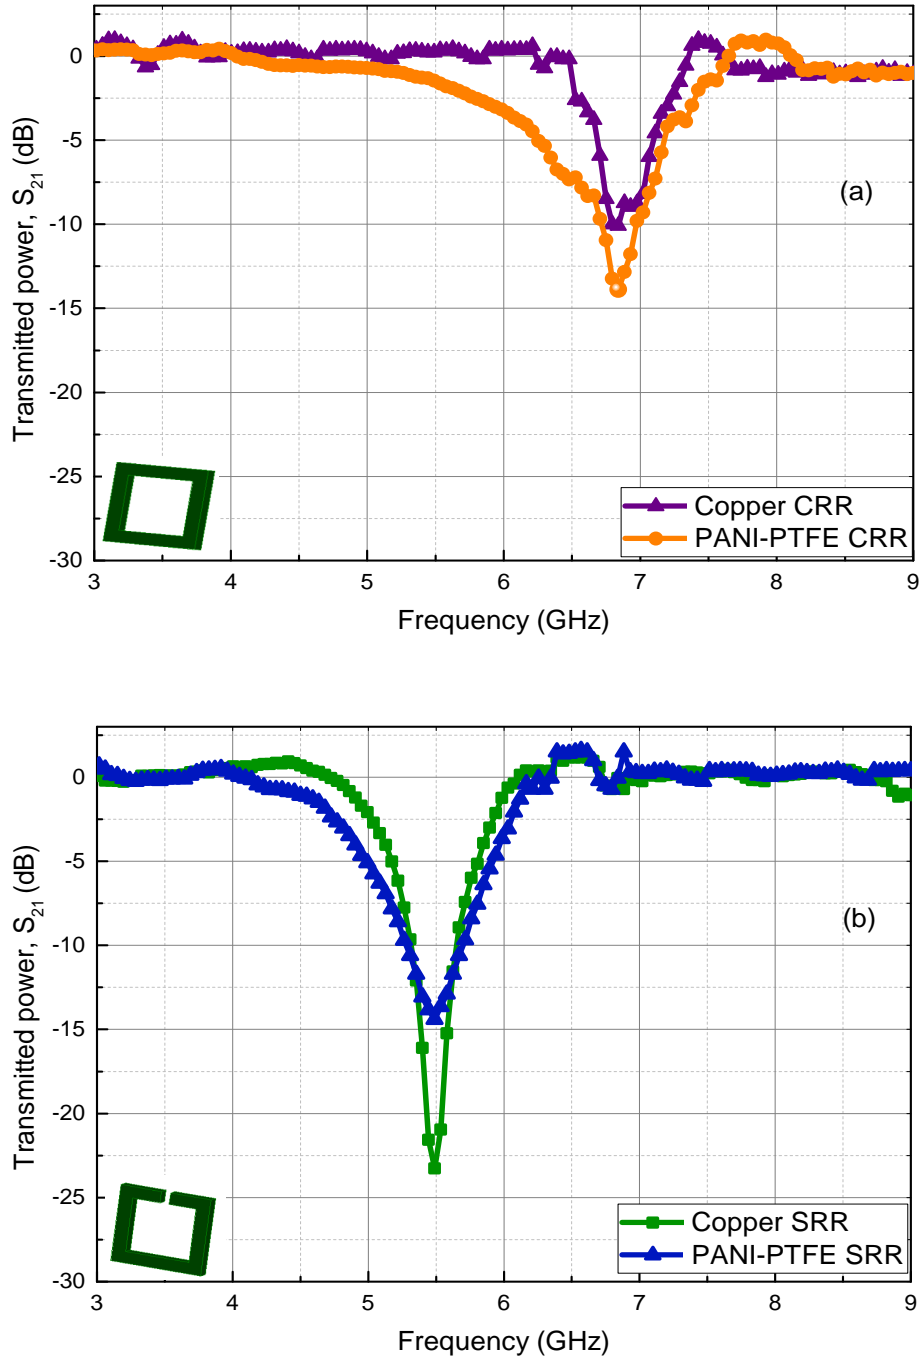 0
-5
-10
-15
-20
-25
-30
Transmitted power, S21 (dB)
(a)
Copper CRR
PANI-PTFE CRR
3 4 5 6 7 8 9
Frequency (GHz)
0
-5
-10
-15
-20
-25
-30
Transmitted power, S21 (dB)
(b)
Copper SRR
PANI-PTFE SRR
3 4 5 6 7 8 9
Frequency (GHz)